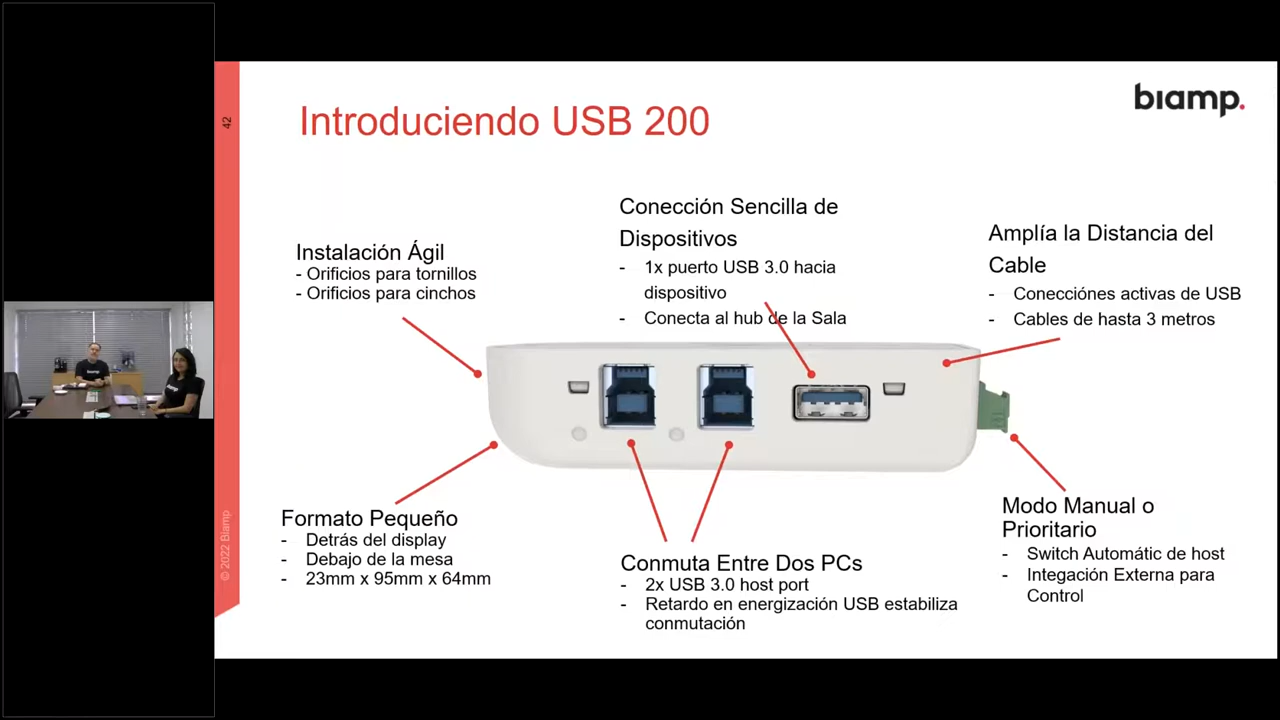 42
Introduciendo USB 200
biamp.
Instalación Ágil
- Orificios para tornillos
- Orificios para cinchos
Conección Sencilla de
Dispositivos
- 1x puerto USB 3.0 hacia
dispositivo
- Conecta al hub de la Sala
Amplía la Distancia del
Cable
- Conecciónes activas de USB
- Cables de hasta 3 metros
Formato Pequeño
- Detrás del display
- Debajo de la mesa
- 23mm x 95mm x 64mm
Conmuta Entre Dos PCs
- 2x USB 3.0 host port
- Retardo en energización USB estabiliza
conmutación
Modo Manual o
Prioritario
- Switch Automátic de host
- Integación Externa para
Control
© 2022 Biamp
biamp.